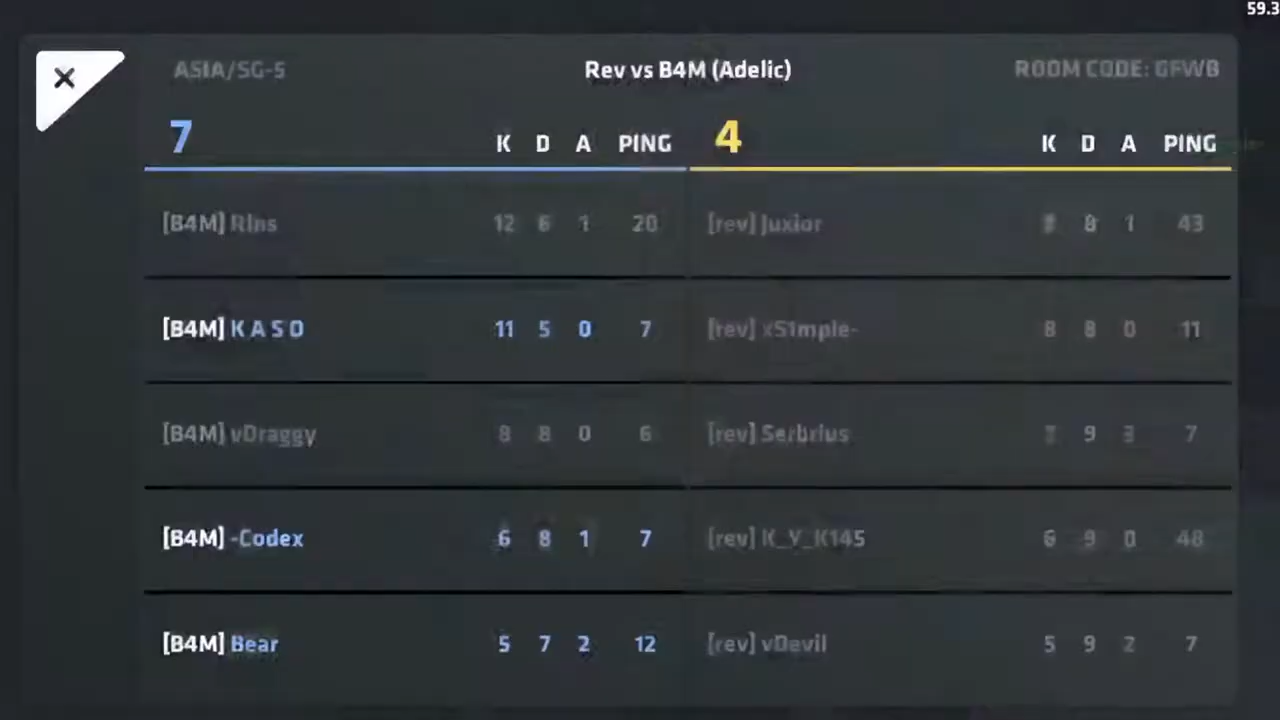 59.3
ASIA/SG-5 Rev vs B4M (Adelic) ROOM CODE: GFWB
7 K D A PING 4 K D A PING
[B4M] RIns 12 6 1 20 [rev] Juxior 8 1 43
[B4M] K A S O 11 5 0 7 [rev] xS1mple- 8 8 0 11
[B4M] vDraggy 8 8 0 6 [rev] Serbrius 9 3 7
[B4M] -Codex 6 8 1 7 [rev] K_Y_K145 6 9 0 48
[B4M] Bear 5 7 2 12 [rev] vDevil 5 9 2 7